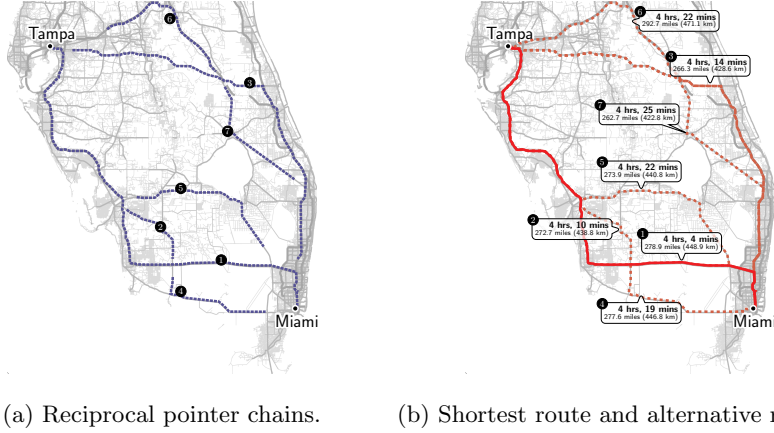 6
Tampa
3
7
5
2
1
4
Miami
(a) Reciprocal pointer chains.
6
4 hrs, 22 mins
292.7 miles (471.1 km)
Tampa
3
4 hrs, 14 mins
266.3 miles (428.6 km)
7
4 hrs, 25 mins
262.7 miles (422.8 km)
5
4 hrs, 22 mins
273.9 miles (440.8 km)
2
4 hrs, 10 mins
272.7 miles (438.8 km)
1
4 hrs, 4 mins
278.9 miles (448.9 km)
4
4 hrs, 19 mins
277.6 miles (446.8 km)
Miami
(b) Shortest route and alternative r